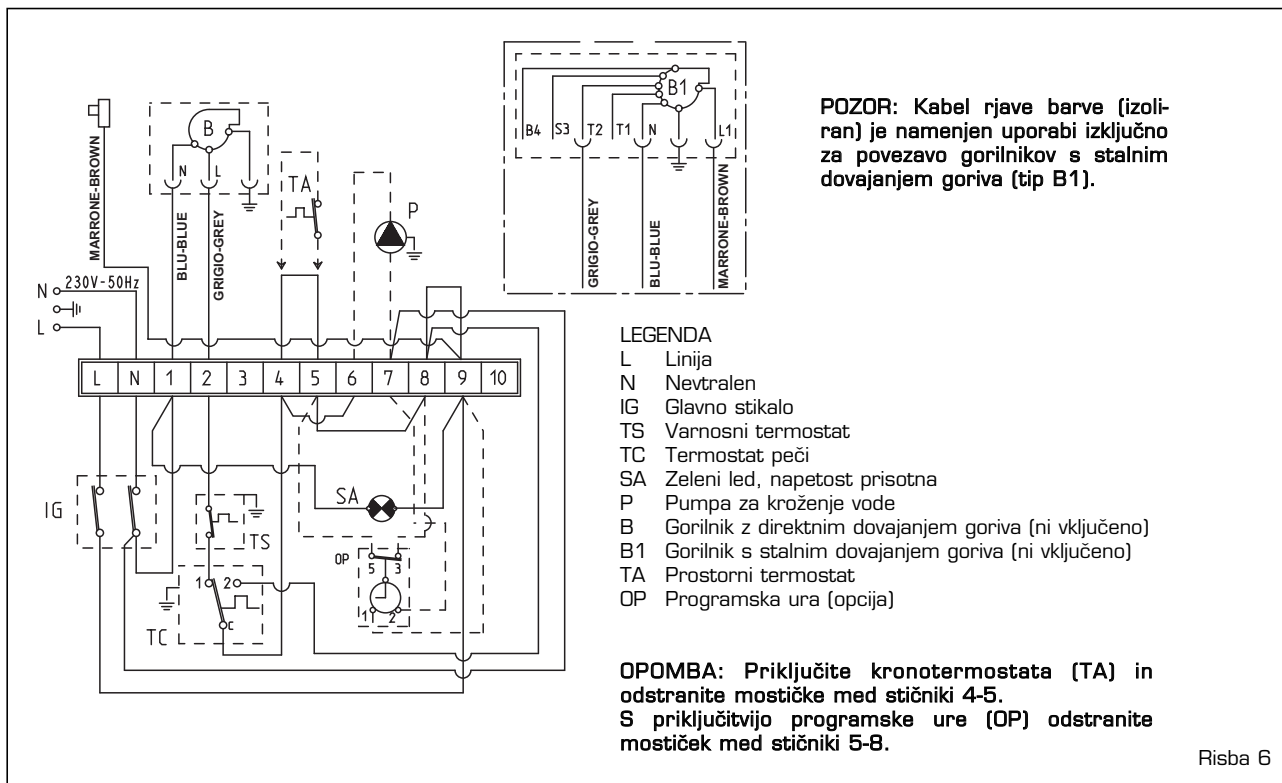 MARRONE-BROWN
B
N L
BLU-BLUE
GRIGIO-GREY
TA
P
B1
B4 S3 T2 T1 N L1
GRIGIO-GREY
BLU-BLUE
MARRONE-BROWN
POZOR: Kabel rjave barve (izoli-
ran) je namenjen uporabi izključno
za povezavo gorilnikov s stalnim
dovajanjem goriva (tip B1).
N 230V-50Hz
L
L N 1 2 3 4 5 6 7 8 9 10
IG
TS
1 2
C
TC
SA
OP
5 3
1 2
LEGENDA
L Linija
N Nevtralen
IG Glavno stikalo
TS Varnosni termostat
TC Termostat peči
SA Zeleni led, napetost prisotna
P Pumpa za kroženje vode
B Gorilnik z direktnim dovajanjem goriva (ni vključeno)
B1 Gorilnik s stalnim dovajanjem goriva (ni vključeno)
TA Prostorni termostat
OP Programska ura (opcija)
OPOMBA: Priključite kronotermostata (TA) in
odstranite mostičke med stičniki 4-5.
S priključitvijo programske ure (OP) odstranite
mostiček med stičniki 5-8.
Risba 6